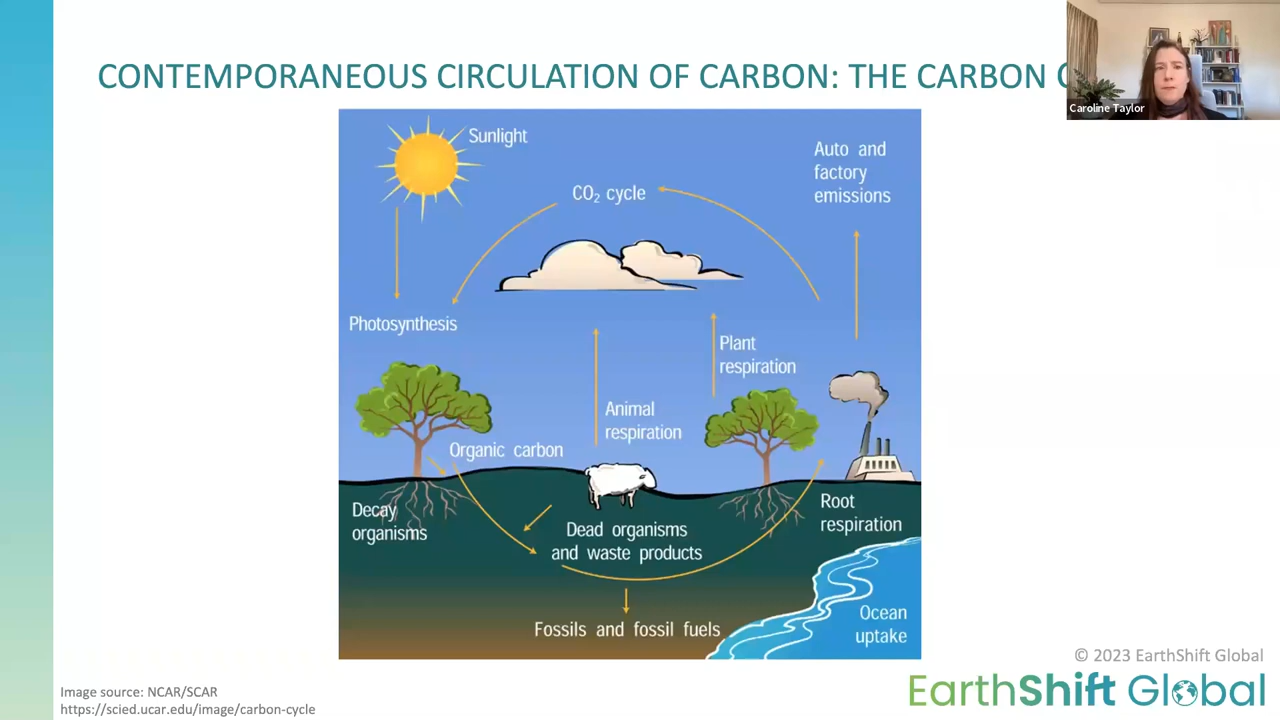 CONTEMPORANEOUS CIRCULATION OF CARBON: THE CARBON
Caroline Taylor
Sunlight
Auto and
factory
emissions
CO₂ cycle
Photosynthesis
Plant
respiration
Animal
respiration
Organic carbon
Decay
organisms
Dead organisms
and waste products
Root
respiration
Fossils and fossil fuels
Ocean
uptake
© 2023 EarthShift Global
EarthShift Global
Image source: NCAR/SCAR
https://scied.ucar.edu/image/carbon-cycle